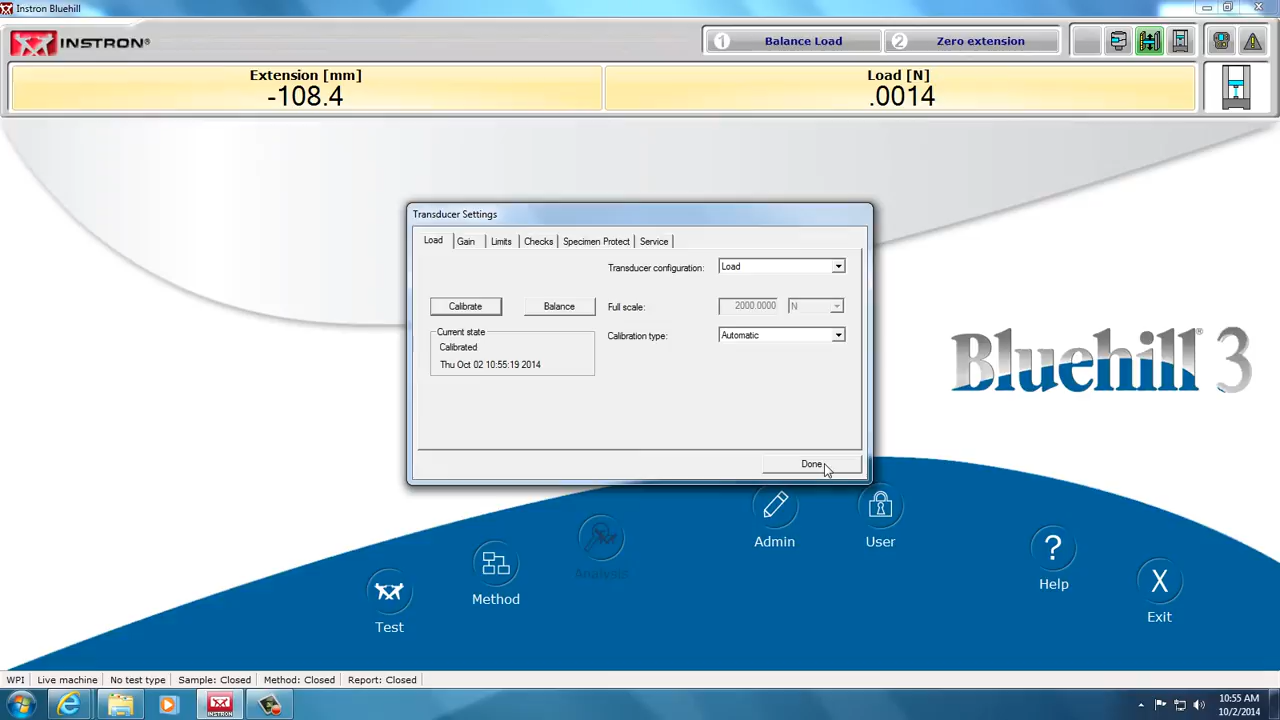 Instron Bluehill
INSTRON®
1 Balance Load
2 Zero extension
Extension [mm]
-108.4
Load [N]
.0014
Transducer Settings
Load Gain Limits Checks Specimen Protect Service
Transducer configuration: Load
Calibrate Balance Full scale: 2000.0000 N
Current state
Calibration type: Automatic
Calibrated
Thu Oct 02 10:55:19 2014
Done
Bluehill® 3
Admin
User
Analysis
Help
Method
Exit
Test
WPI Live machine No test type Sample: Closed Method: Closed Report: Closed
INSTRON
10:55 AM
10/2/2014